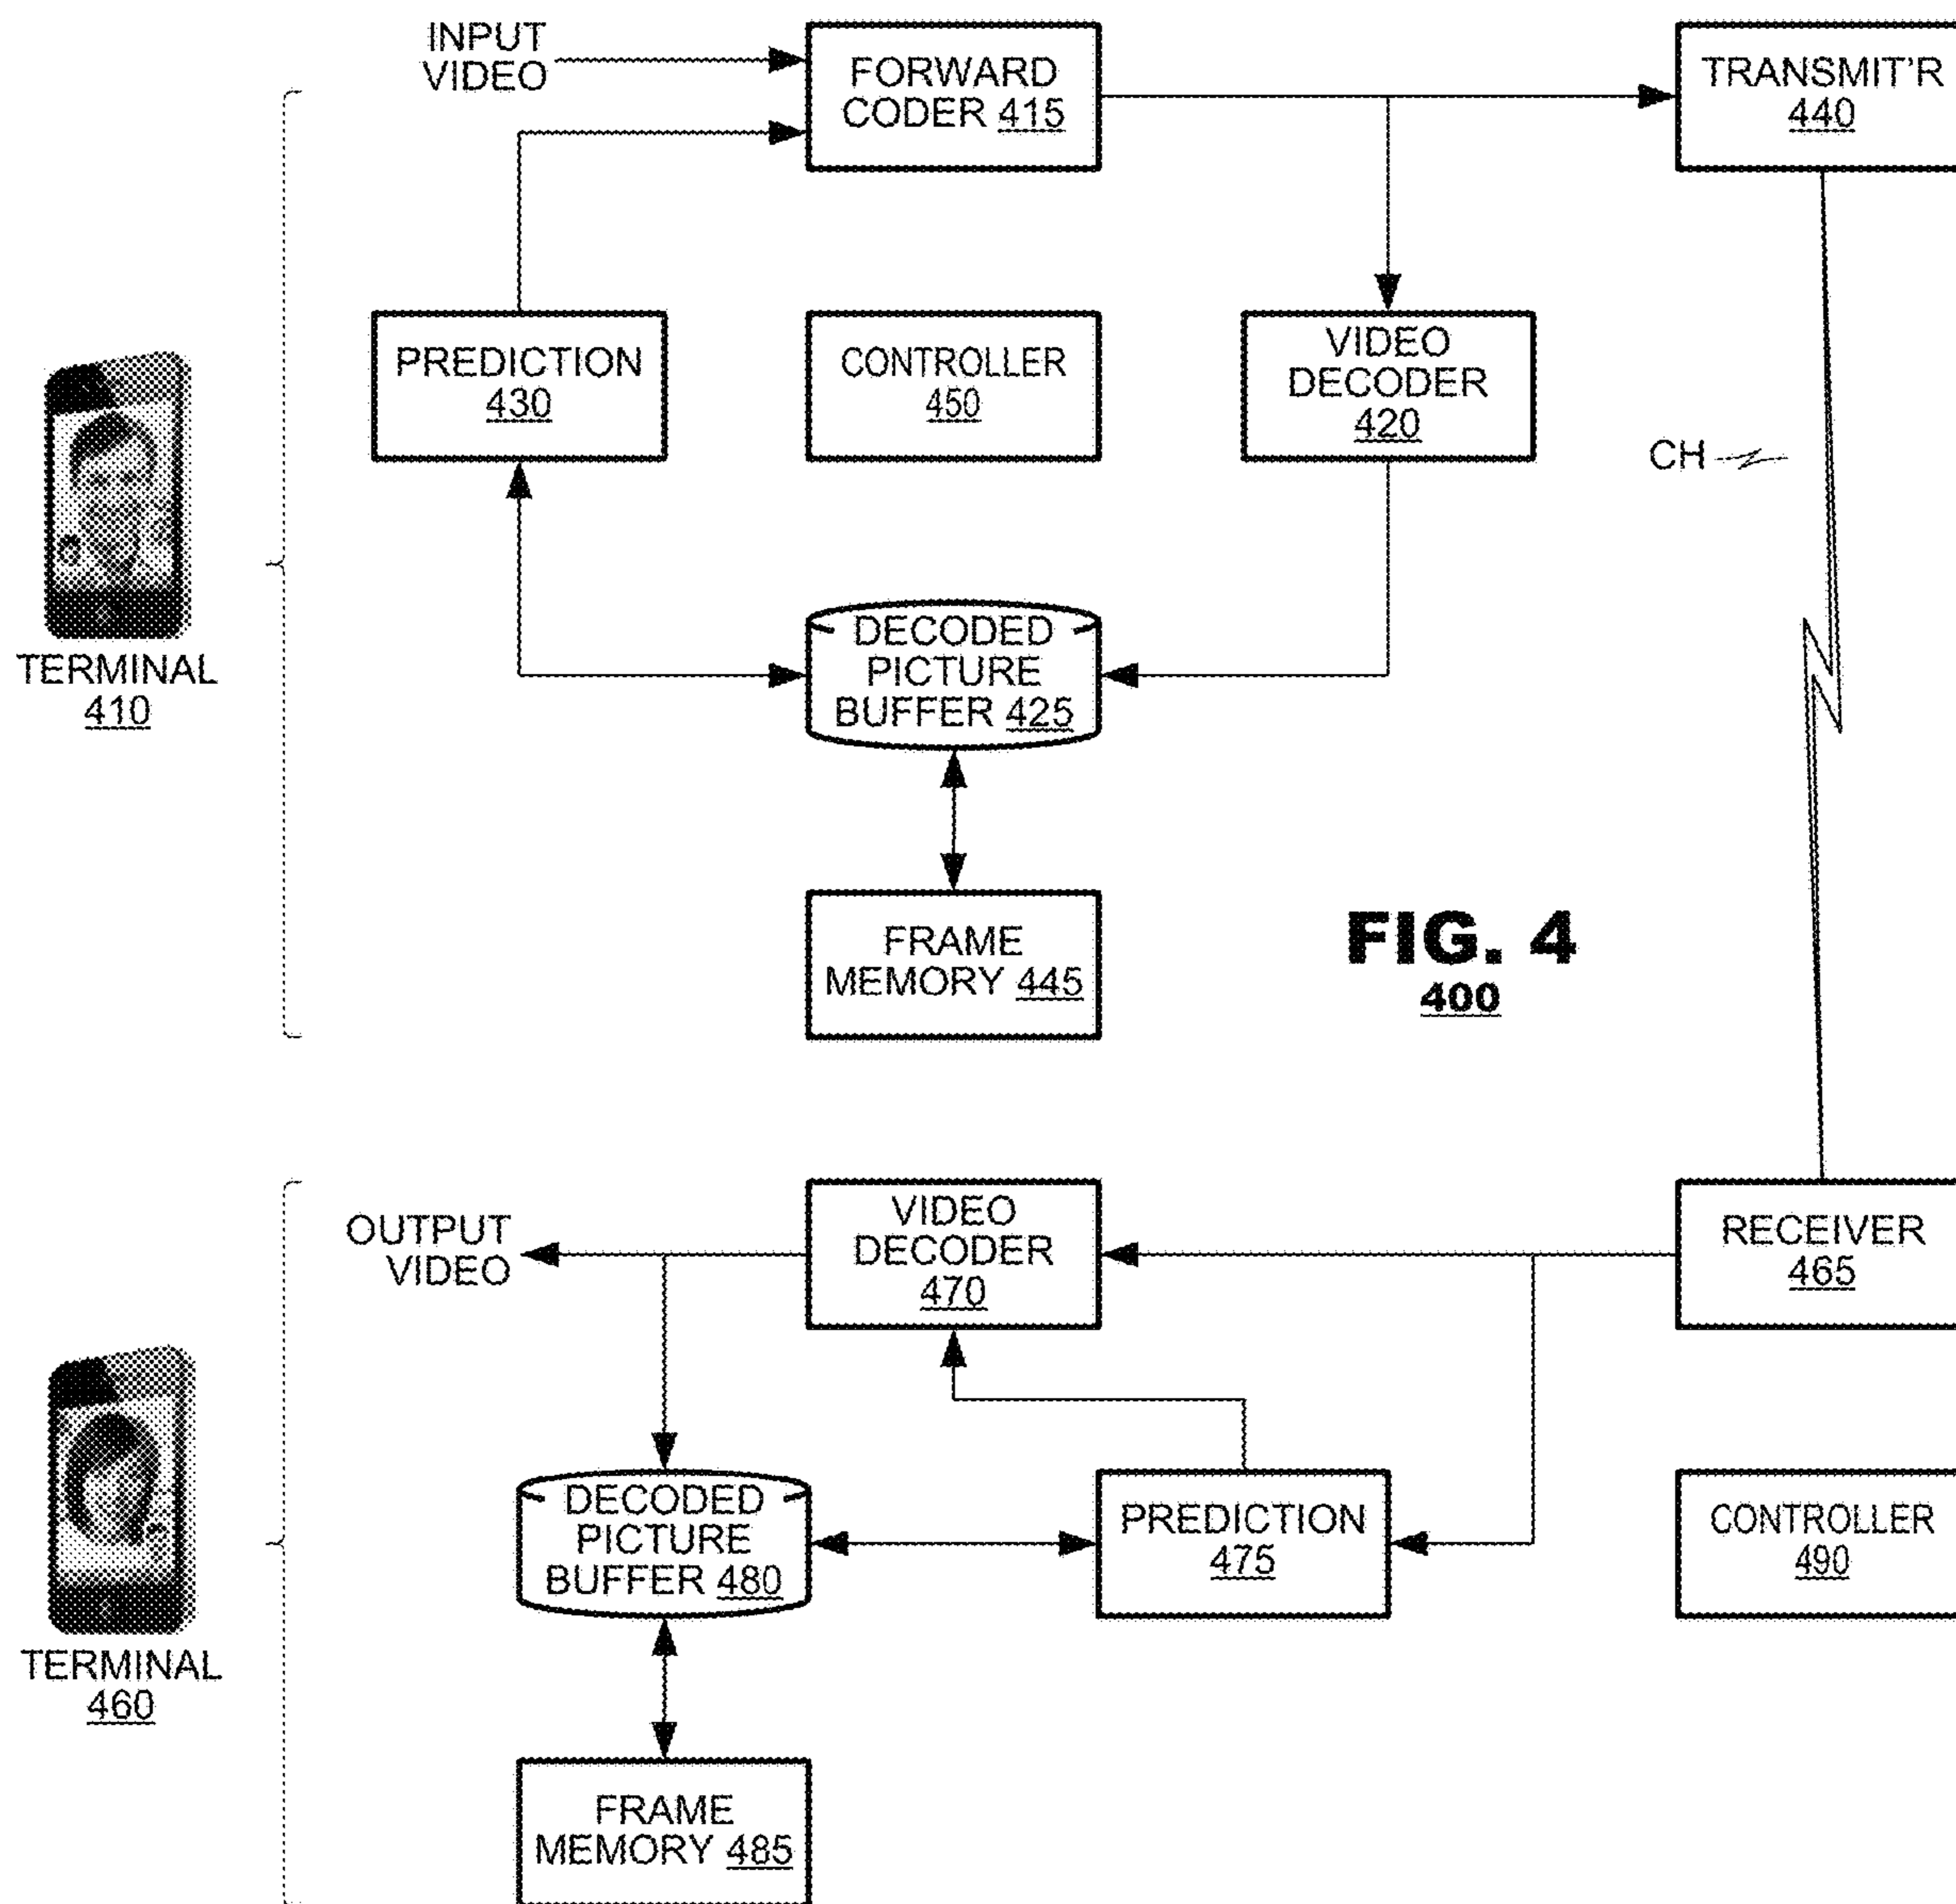 INPUT
VIDEO
FORWARD
CODER 415
TRANSMIT'R
440
PREDICTION
430
CONTROLLER
450
VIDEO
DECODER
420
CH
TERMINAL
410
DECODED
PICTURE
BUFFER 425
FRAME
MEMORY 445
FIG. 4
400
OUTPUT
VIDEO
VIDEO
DECODER
470
RECEIVER
465
DECODED
PICTURE
BUFFER 480
PREDICTION
475
CONTROLLER
490
TERMINAL
460
FRAME
MEMORY 485